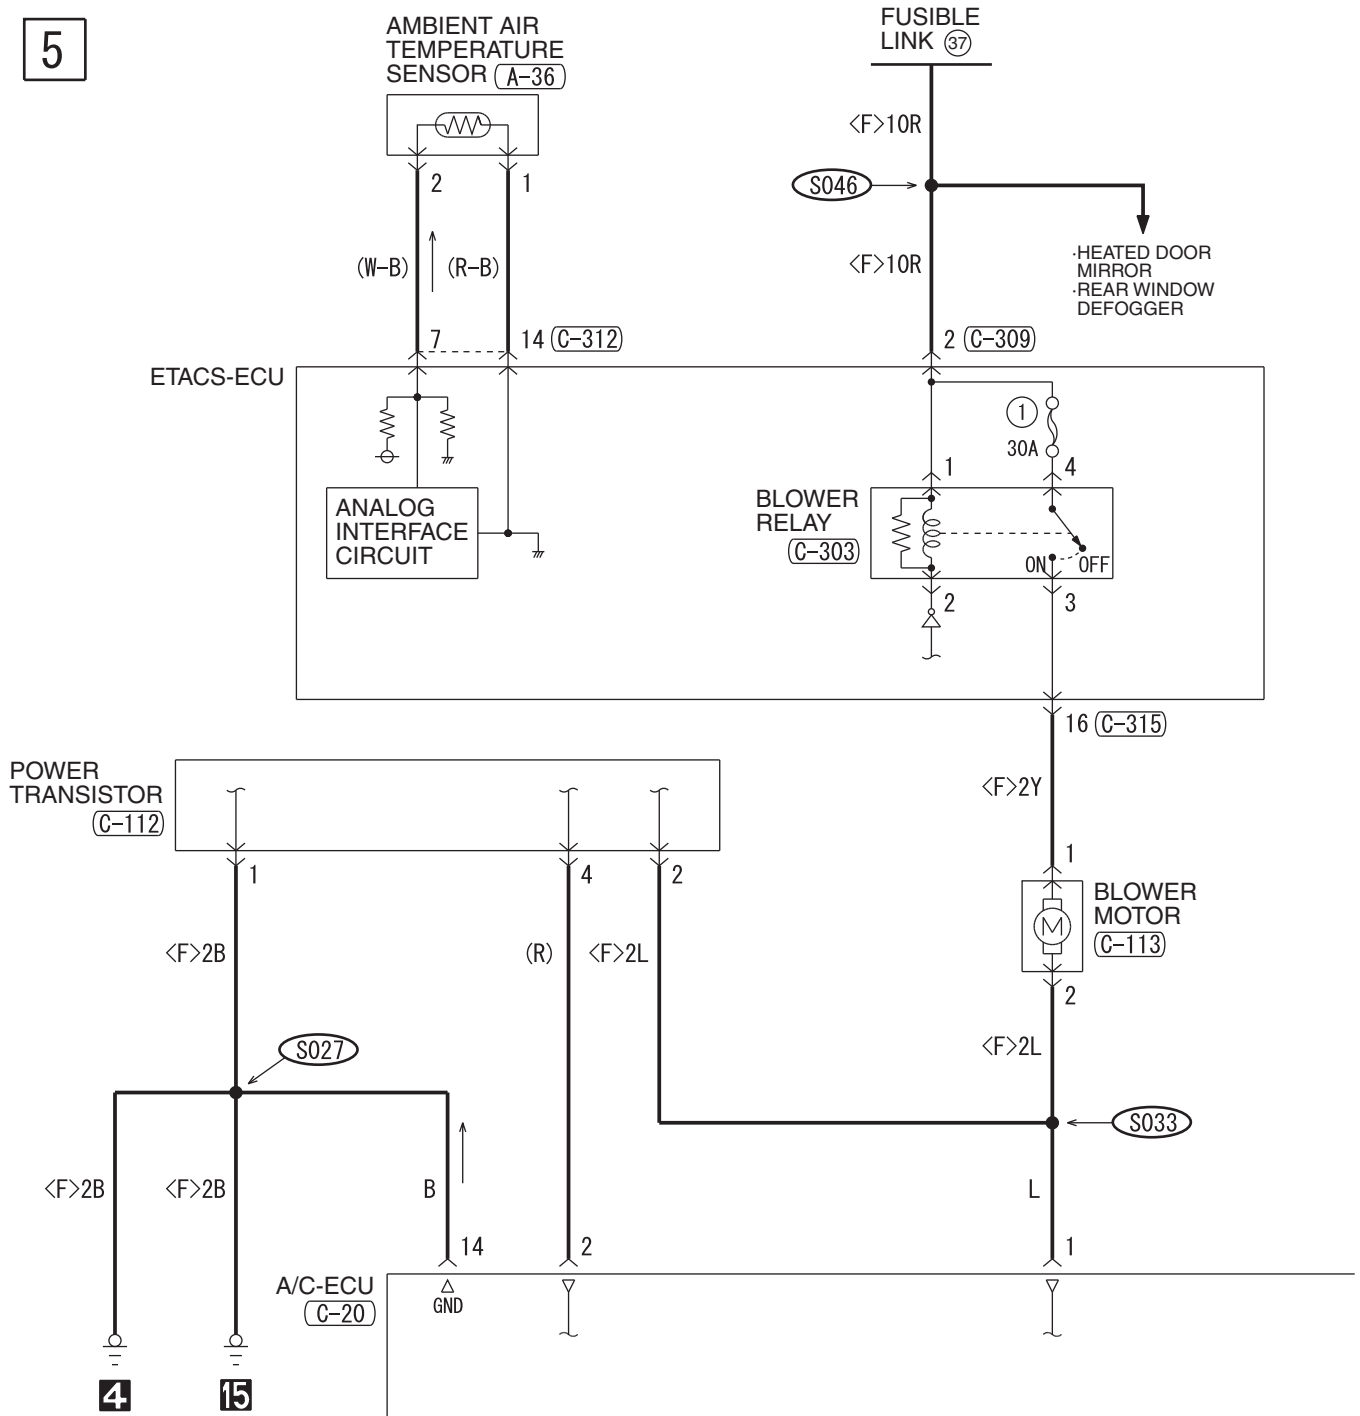 5
AMBIENT AIR
TEMPERATURE
SENSOR A-36
FUSIBLE
LINK 37
<F>10R
S046
2
1
(W-B)
(R-B)
<F>10R
·HEATED DOOR
MIRROR
·REAR WINDOW
DEFOGGER
7
14 C-312
2 C-309
ETACS-ECU
1
30A
1
4
ANALOG
INTERFACE
CIRCUIT
BLOWER
RELAY
C-303
ON
OFF
2
3
16 C-315
POWER
TRANSISTOR
C-112
<F>2Y
1
4
2
1
BLOWER
MOTOR
C-113
M
<F>2B
(R)
<F>2L
2
S027
<F>2L
S033
<F>2B
<F>2B
B
L
14
2
1
A/C-ECU
C-20
GND
4
15